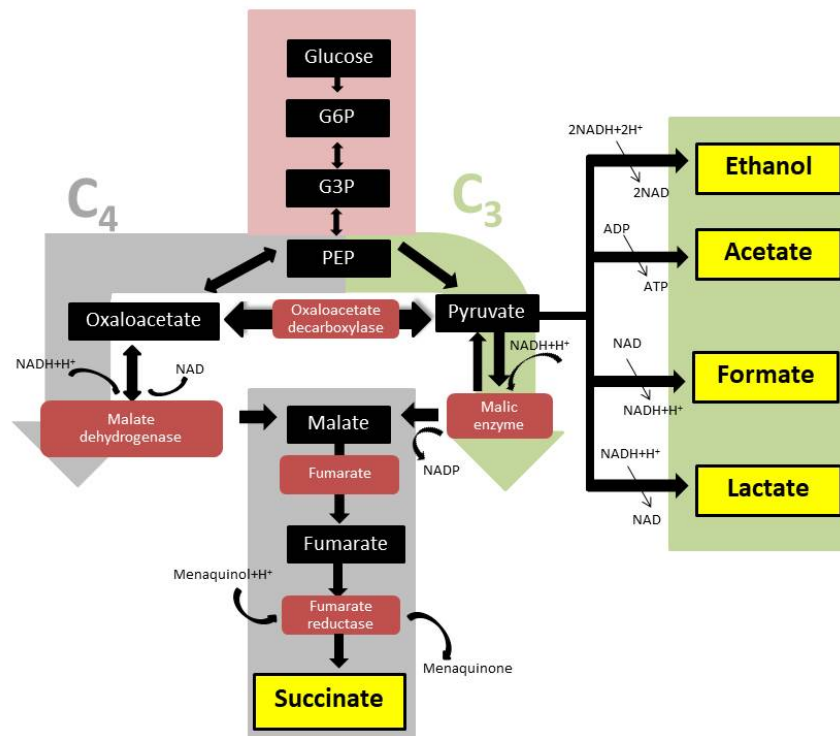 Glucose
G6P
G3P
C4
C3
PEP
Oxaloacetate
Oxaloacetate
decarboxylase
Pyruvate
NADH+H⁺
NAD
NADH+H⁺
Malate
dehydrogenase
Malate
Malic
enzyme
NADP
Fumarate
Fumarate
Menaquinol+H⁺
Fumarate
reductase
Menaquinone
Succinate
2NADH+2H⁺
2NAD
Ethanol
ADP
ATP
Acetate
NAD
NADH+H⁺
Formate
NADH+H⁺
NAD
Lactate